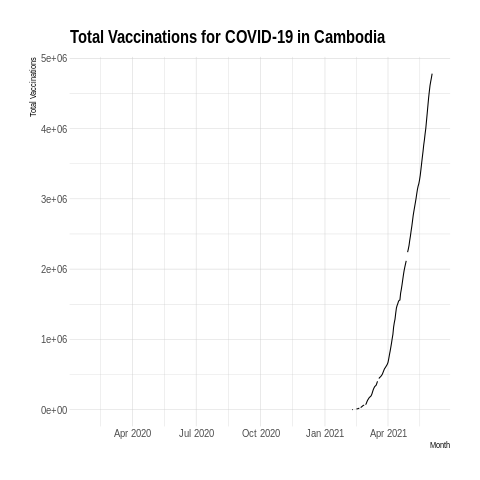 Total Vaccinations for COVID-19 in Cambodia
Total Vaccinations
5e+06
4e+06
3e+06
2e+06
1e+06
0e+00
Apr 2020 Jul 2020 Oct 2020 Jan 2021 Apr 2021
Month